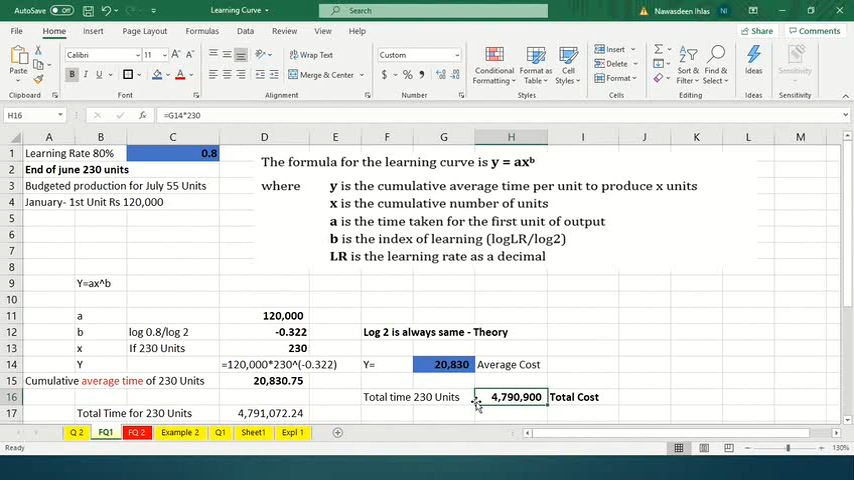 AutoSave Off Learning Curve Search Nawasdeen Ihlas NI
File Home Insert Page Layout Formulas Data Review View Help Share Comments
Paste Calibri 11 Wrap Text Custom Conditional Formatting Format as Table Cell Styles Insert Delete Format Sort & Filter Find & Select Ideas Sensitivity
B I U Merge & Center $ %
Clipboard Font Alignment Number Styles Cells Editing Ideas Sensitivity
H16 fx =G14*230
A B C D E F G H I J K L M
1 Learning Rate 80% 0.8
2 End of june 230 units
3 Budgeted production for July 55 Units
4 January- 1st Unit Rs 120,000
5
6
7
8
The formula for the learning curve is y = axᵇ
where y is the cumulative average time per unit to produce x units
x is the cumulative number of units
a is the time taken for the first unit of output
b is the index of learning (logLR/log2)
LR is the learning rate as a decimal
9 Y=ax^b
10
11 a 120,000
12 b log 0.8/log 2 -0.322 Log 2 is always same - Theory
13 x If 230 Units 230
14 Y =120,000*230^(-0.322) Y= 20,830 Average Cost
15 Cumulative average time of 230 Units 20,830.75
16 Total time 230 Units 4,790,900 Total Cost
17 Total Time for 230 Units 4,791,072.24
Q 2 FQ1 FQ 2 Example 2 Q1 Sheet1 Expl 1
Ready 130%